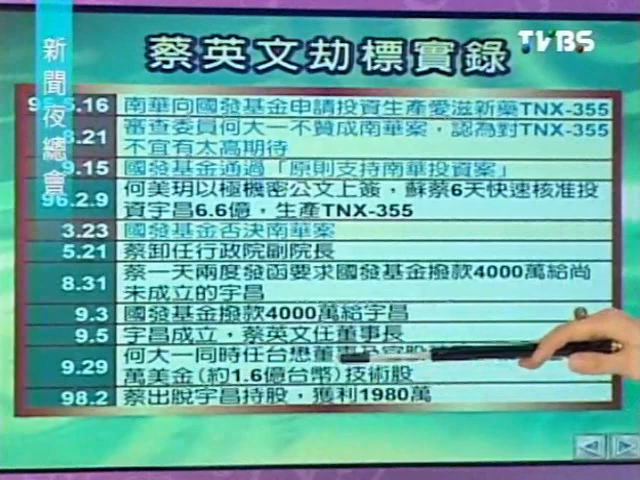 TVBS
新聞夜總會
蔡英文劫標實錄
.16 南華向國發基金申請投資生產愛滋新藥TNX-355
.21 審查委員何大一不贊成南華案，認為對TNX-355
不宜有太高期待
.15 國發基金通過「原則支持南華投資案」
96.2.9 何美玥以極機密公文上簽，蘇蔡6天快速核准投
資宇昌6.6億，生產TNX-355
3.23 國發基金否決南華案
5.21 蔡卸任行政院副院長
8.31 蔡一天兩度發函要求國發基金撥款4000萬給尚
未成立的宇昌
9.3 國發基金撥款4000萬給宇昌
9.5 宇昌成立，蔡英文任董事長
9.29 何大一同時任台懋董事
萬美金(約1.6億台幣)技術股
98.2 蔡出脫宇昌持股，獲利1980萬